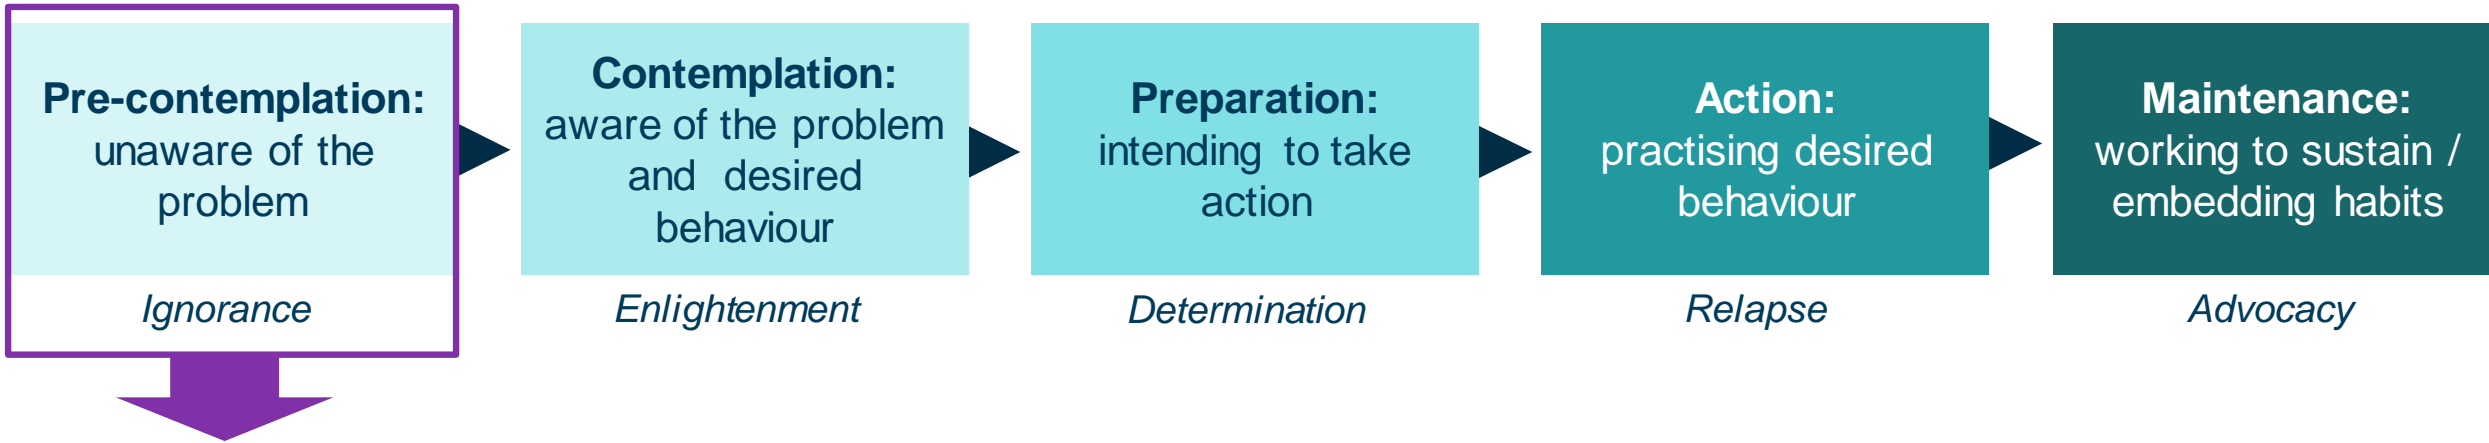 Pre-contemplation:
unaware of the
problem
Ignorance
Contemplation:
aware of the problem
and desired
behaviour
Enlightenment
Preparation:
intending to take
action
Determination
Action:
practising desired
behaviour
Relapse
Maintenance:
working to sustain /
embedding habits
Advocacy